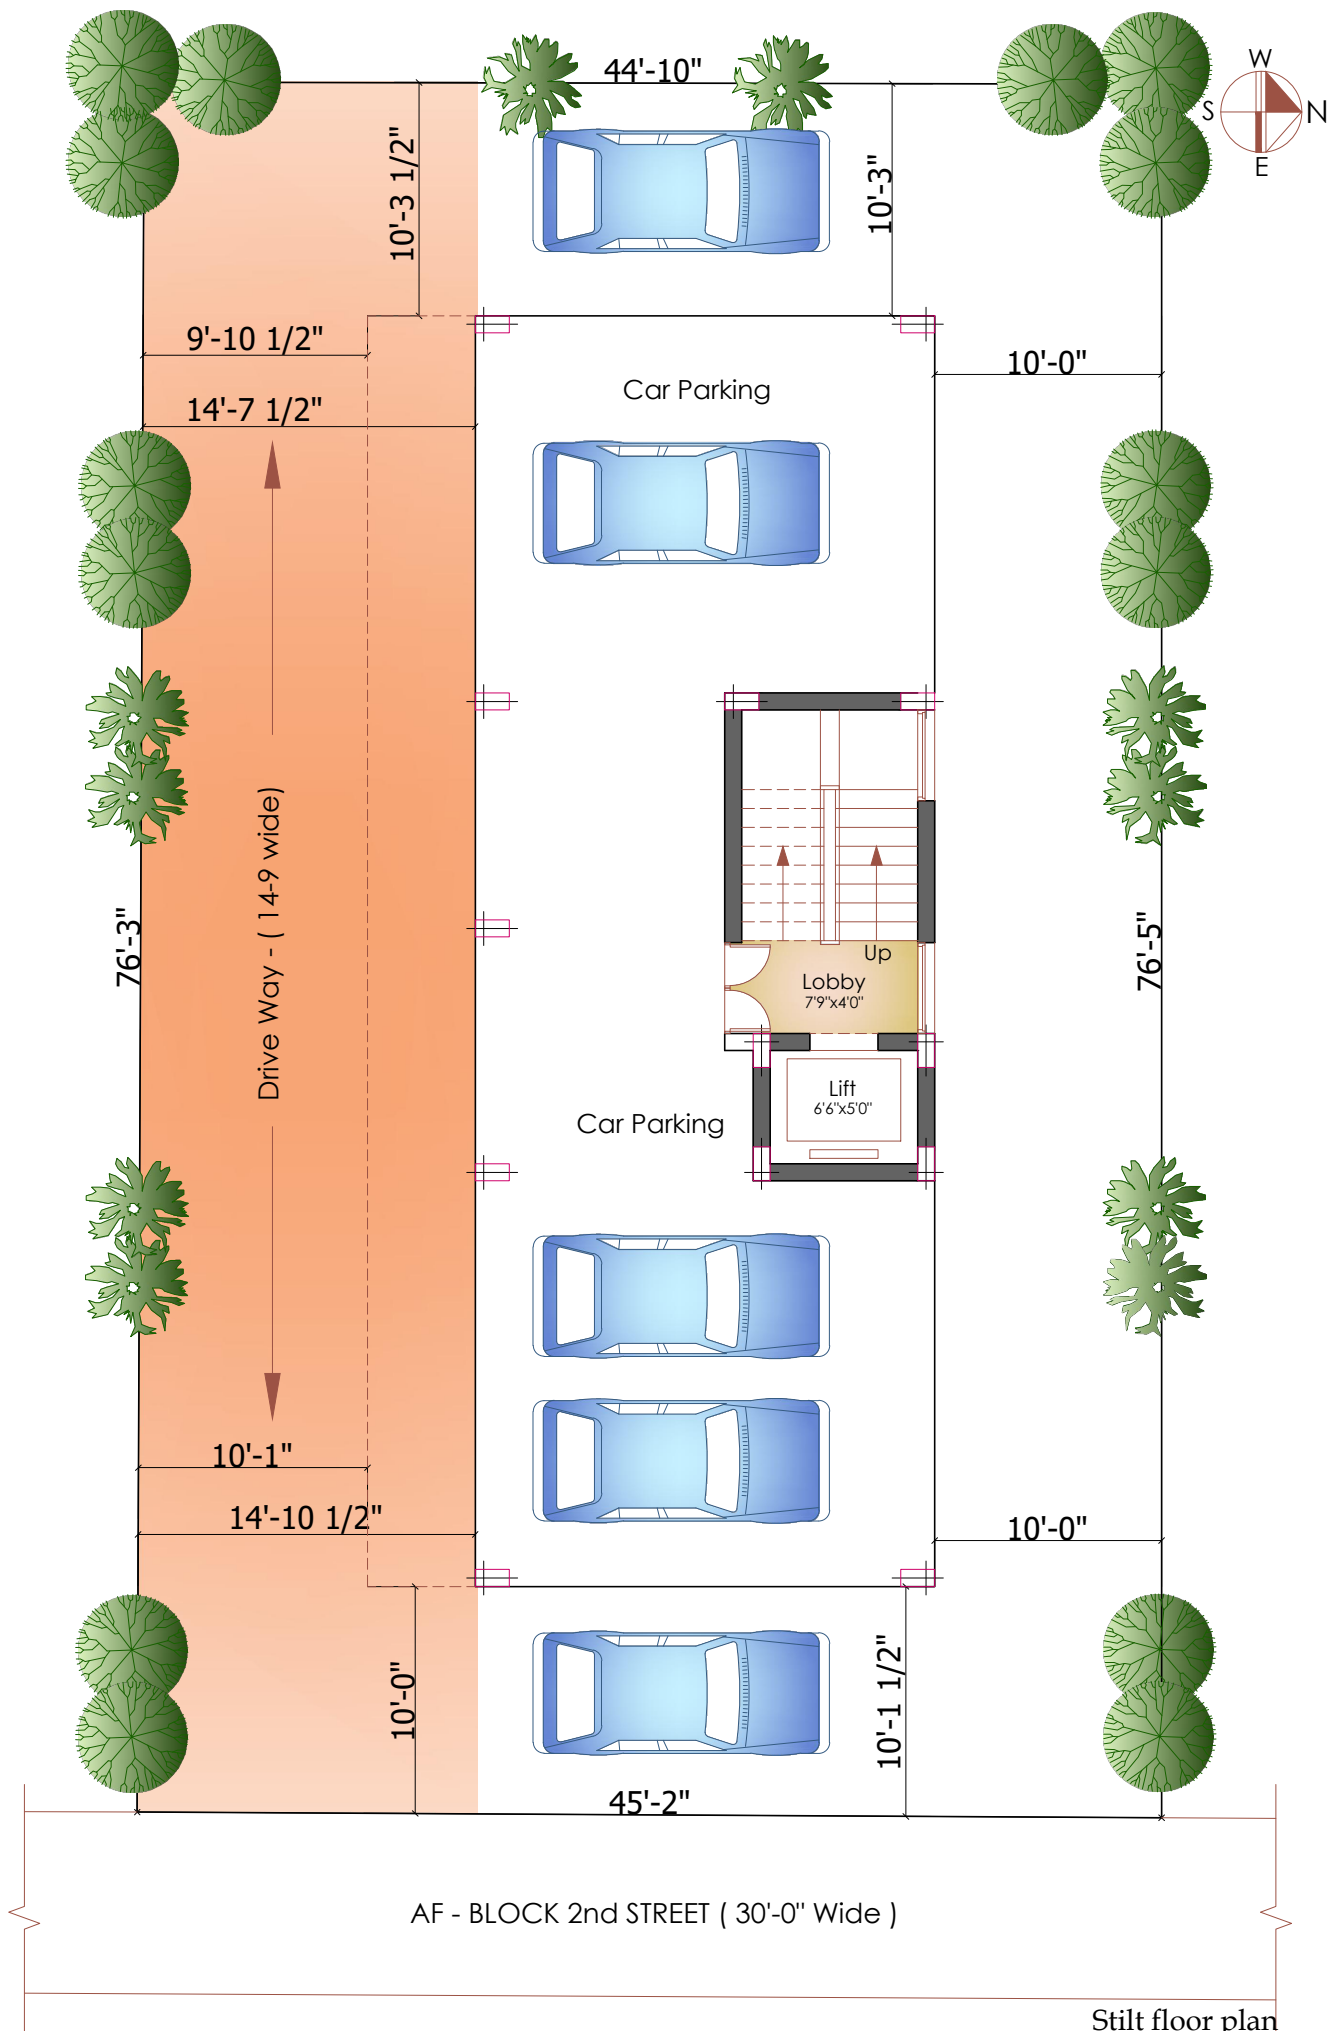 44'-10"
W
S
N
E
10'-3 1/2"
10'-3"
9'-10 1/2"
10'-0"
Car Parking
14'-7 1/2"
Drive Way - ( 14-9 wide)
76'-3"
76'-5"
Up
Lobby
7'9"x4'0"
Lift
6'6"x5'0"
Car Parking
10'-1"
14'-10 1/2"
10'-0"
10'-0"
10'-1 1/2"
45'-2"
AF - BLOCK 2nd STREET ( 30'-0" Wide )
Stilt floor plan